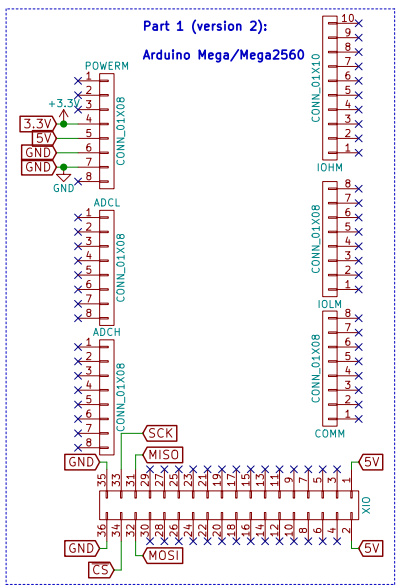 Part 1 (version 2):
Arduino Mega/Mega2560
POWERM
1
2
3
4
5
6
7
8
CONN_01X08
+3.3V
3.3V
5V
GND
GND
GND
10
9
8
7
6
5
4
3
2
1
CONN_01X10
IOHM
ADCL
1
2
3
4
5
6
7
8
CONN_01X08
8
7
6
5
4
3
2
1
CONN_01X08
IOLM
ADCH
1
2
3
4
5
6
7
8
CONN_01X08
8
7
6
5
4
3
2
1
CONN_01X08
COMM
SCK
MISO
GND
5V
35 33 31 29 27 25 23 21 19 17 15 13 11 9 7 5 3 1
XIO
36 34 32 30 28 26 24 22 20 18 16 14 12 10 8 6 4 2
GND
MOSI
5V
CS